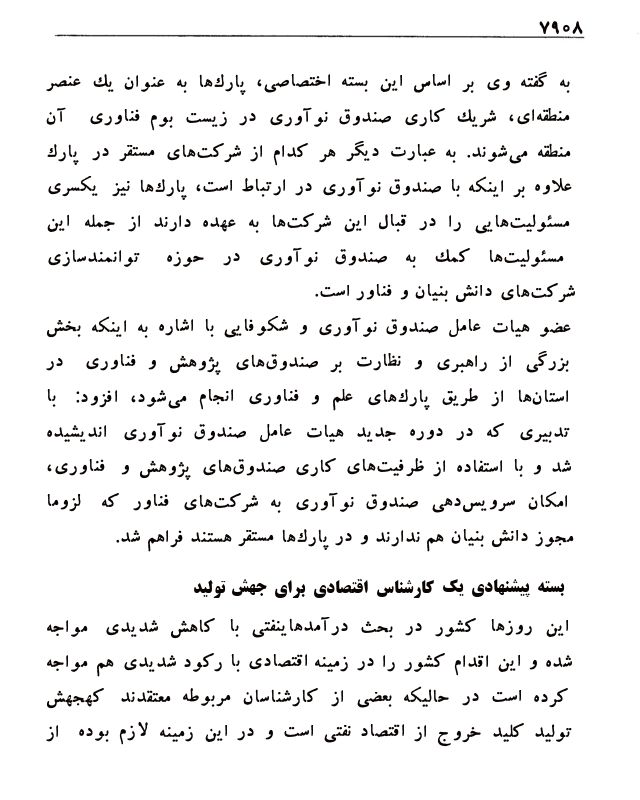 ۷۹۰۸
به گفته وی بر اساس این بسته اختصاصی، پارك‌ها به عنوان یك عنصر
منطقه‌ای، شریك کاری صندوق نوآوری در زیست بوم فناوری آن
منطقه می‌شوند. به عبارت دیگر هر کدام از شرکت‌های مستقر در پارك
علاوه بر اینکه با صندوق نوآوری در ارتباط است، پارك‌ها نیز یکسری
مسئولیت‌هایی را در قبال این شرکت‌ها به عهده دارند از جمله این
مسئولیت‌ها کمك به صندوق نوآوری در حوزه توانمندسازی
شرکت‌های دانش بنیان و فناور است.
عضو هیات عامل صندوق نوآوری و شکوفایی با اشاره به اینکه بخش
بزرگی از راهبری و نظارت بر صندوق‌های پژوهش و فناوری در
استان‌ها از طریق پارك‌های علم و فناوری انجام می‌شود، افزود: با
تدبیری که در دوره جدید هیات عامل صندوق نوآوری اندیشیده
شد و با استفاده از ظرفیت‌های کاری صندوق‌های پژوهش و فناوری،
امکان سرویس‌دهی صندوق نوآوری به شرکت‌های فناور که لزوما
مجوز دانش بنیان هم ندارند و در پارك‌ها مستقر هستند فراهم شد.
بسته پیشنهادی یک کارشناس اقتصادی برای جهش تولید
این روزها کشور در بحث درآمدهاینفتی با کاهش شدیدی مواجه
شده و این اقدام کشور را در زمینه اقتصادی با رکود شدیدی هم مواجه
کرده است در حالیکه بعضی از کارشناسان مربوطه معتقدند کهجهش
تولید کلید خروج از اقتصاد نفتی است و در این زمینه لازم بوده از